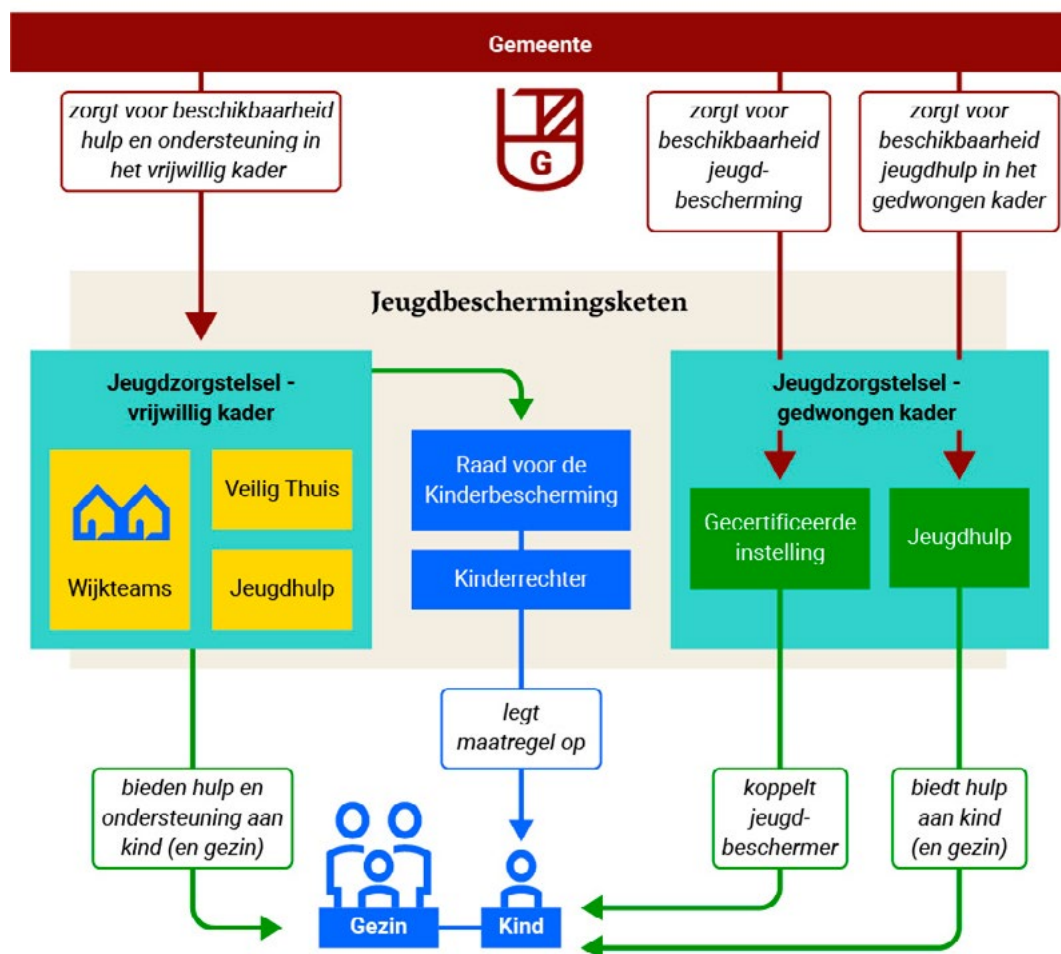 Gemeente
zorgt voor beschikbaarheid
hulp en ondersteuning in
het vrijwillig kader
G
zorgt voor
beschikbaarheid
jeugd-
bescherming
zorgt voor
beschikbaarheid
jeugdhulp in het
gedwongen kader
Jeugdbeschermingsketen
Jeugdzorgstelsel -
vrijwillig kader
Wijkteams
Veilig Thuis
Jeugdhulp
Raad voor de
Kinderbescherming
Kinderrechter
Jeugdzorgstelsel -
gedwongen kader
Gecertificeerde
instelling
Jeugdhulp
bieden hulp en
ondersteuning aan
kind (en gezin)
legt
maatregel op
koppelt
jeugd-
beschermer
biedt hulp
aan kind
(en gezin)
Gezin
Kind